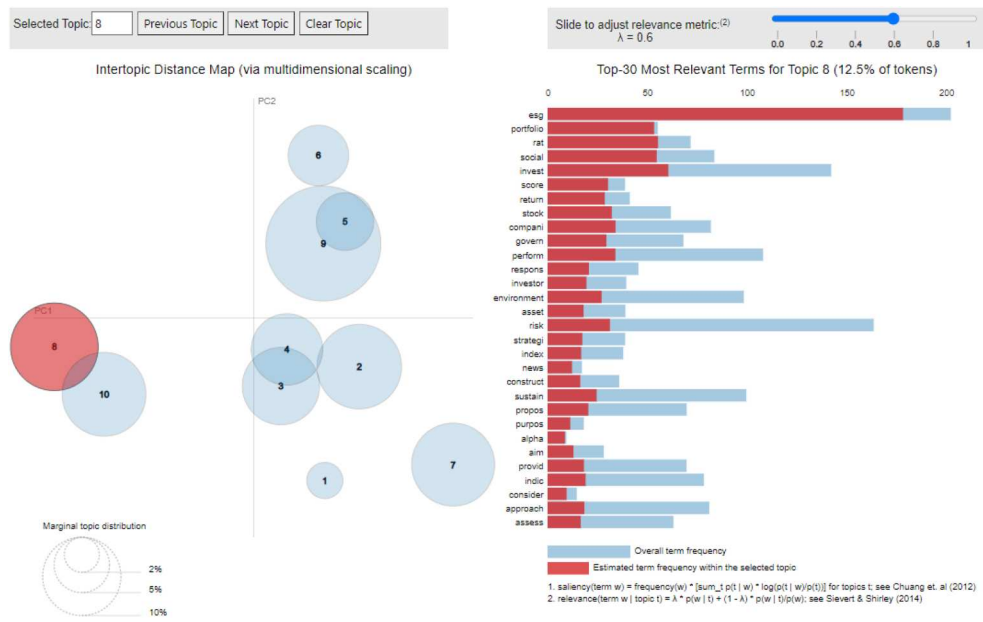 Selected Topic: 8 Previous Topic Next Topic Clear Topic
Slide to adjust relevance metric:(2)
λ = 0.6
0.0 0.2 0.4 0.6 0.8 1
Intertopic Distance Map (via multidimensional scaling)
PC2
PC1
6
5
9
8
4
2
3
10
7
1
Marginal topic distribution
2%
5%
10%
Top-30 Most Relevant Terms for Topic 8 (12.5% of tokens)
0 50 100 150 200
esg
portfolio
rat
social
invest
score
return
stock
compani
govern
perform
respons
investor
environment
asset
risk
strategi
index
news
construct
sustain
propos
purpos
alpha
aim
provid
indic
consider
approach
assess
Overall term frequency
Estimated term frequency within the selected topic
1. saliency(term w) = frequency(w) * [sum_t p(t | w) * log(p(t | w)/p(t))] for topics t; see Chuang et. al (2012)
2. relevance(term w | topic t) = λ * p(w | t) + (1 - λ) * p(w | t)/p(w); see Sievert & Shirley (2014)